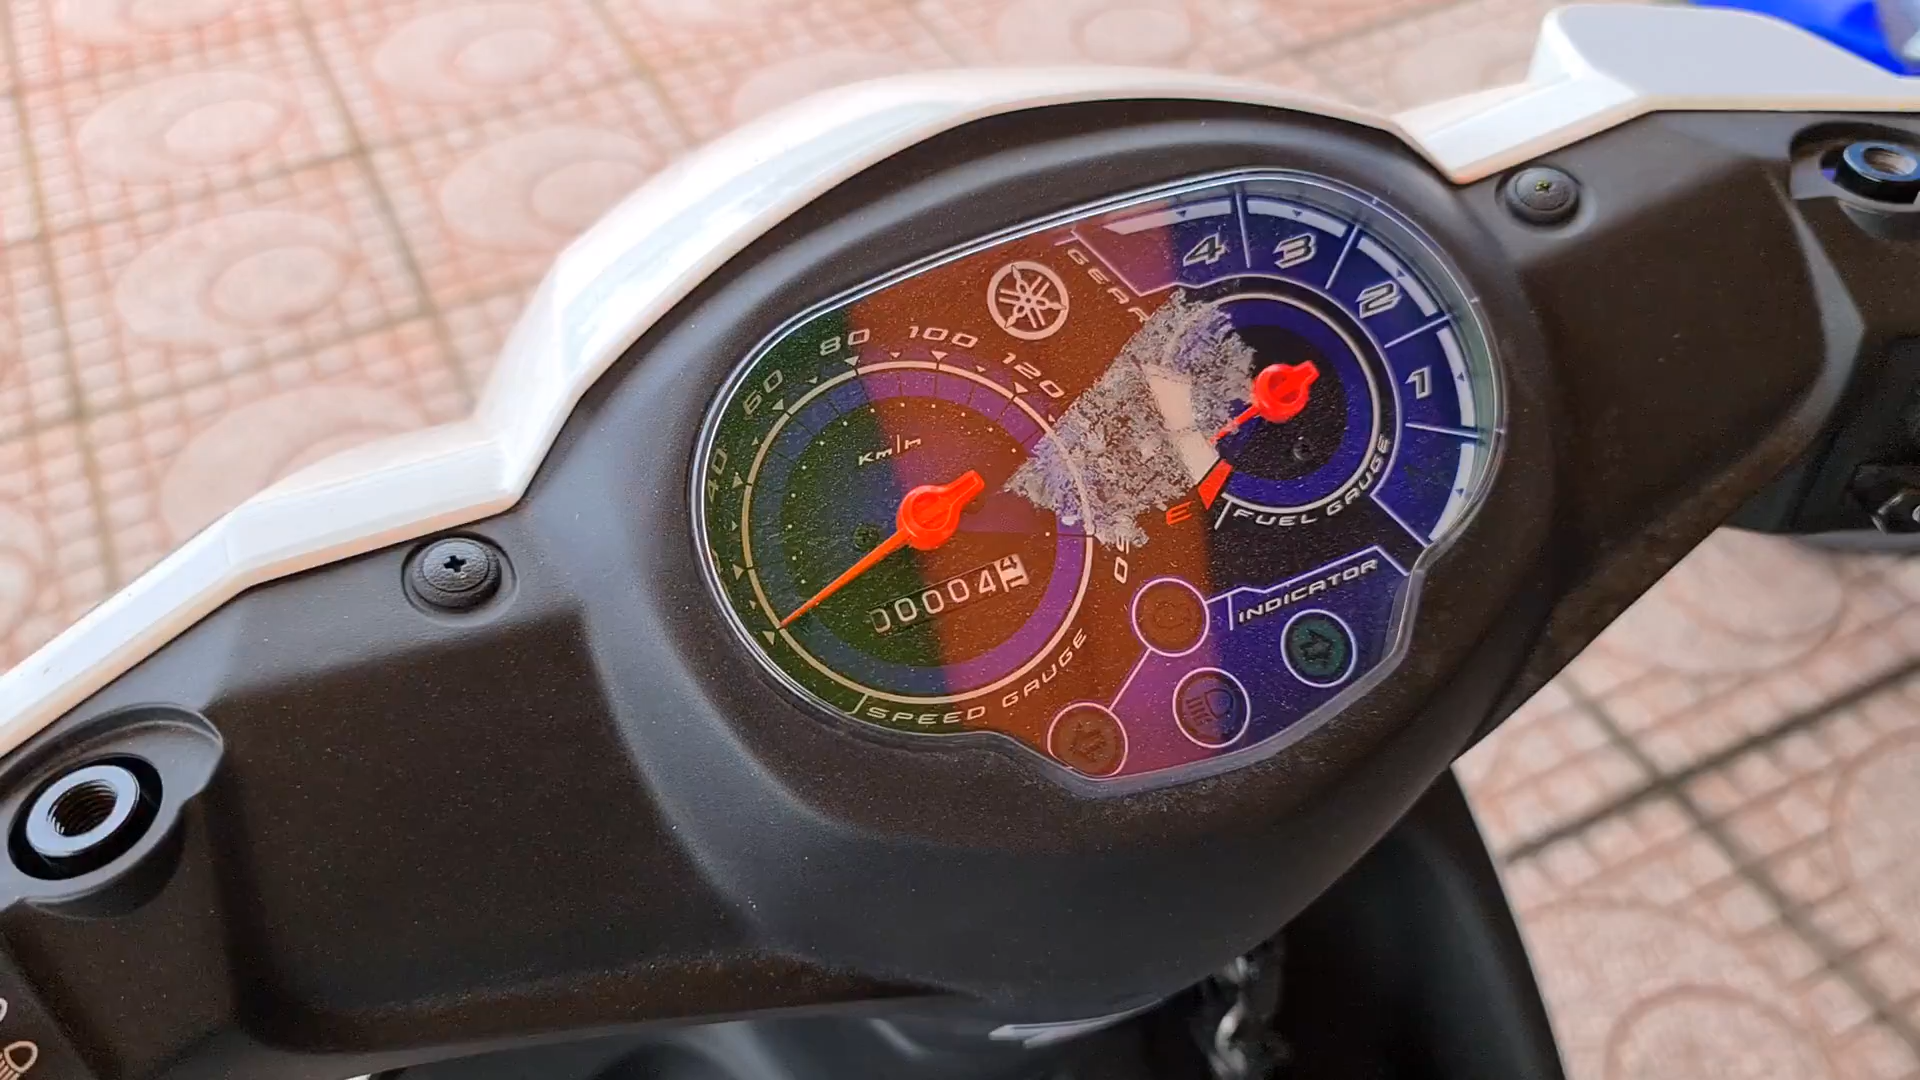 GEAR
4
3
2
1
80
100
120
60
40
Km/h
E
FUEL GAUGE
00004
INDICATOR
SPEED GAUGE